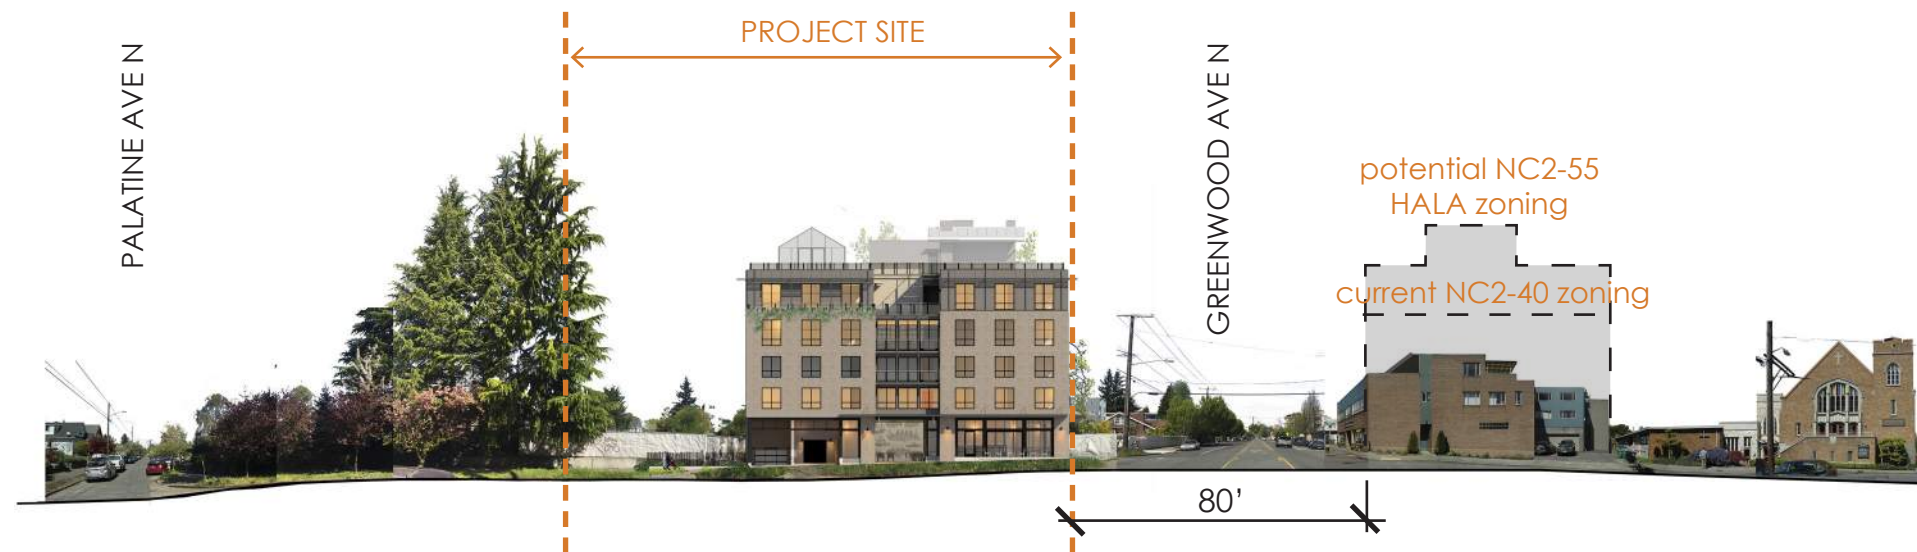 PALATINE AVE N
PROJECT SITE
GREENWOOD AVE N
potential NC2-55
HALA zoning
current NC2-40 zoning
80’